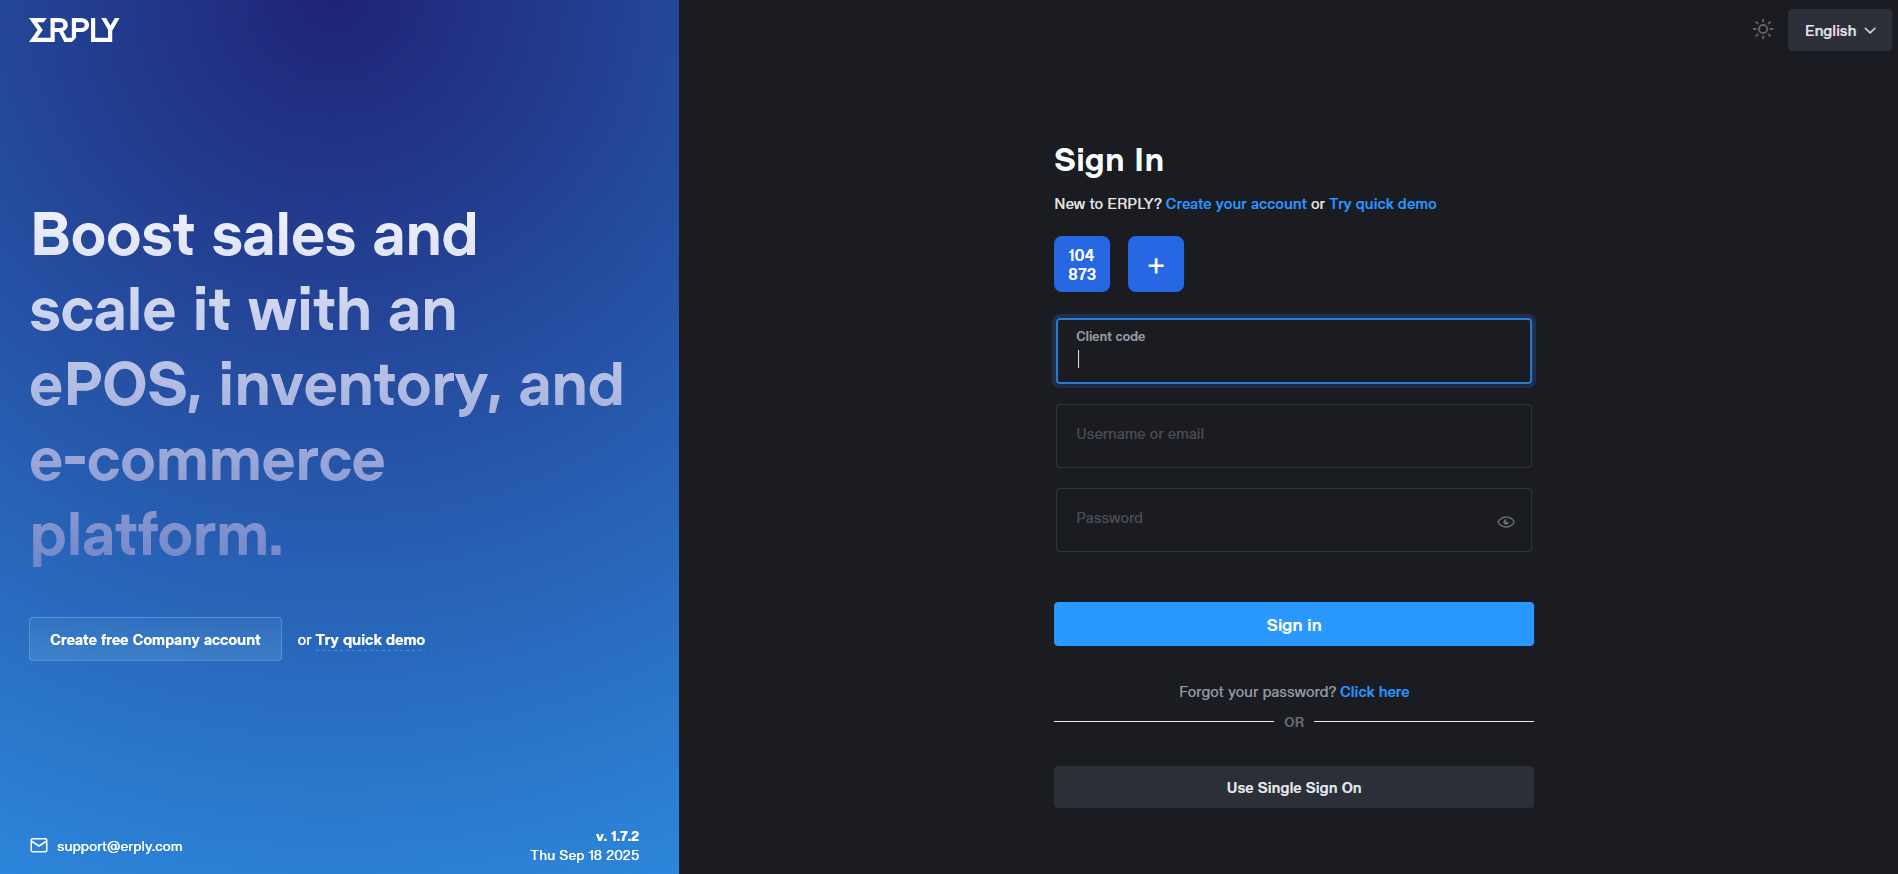 ERPLY
Boost sales and
scale it with an
ePOS, inventory, and
e-commerce
platform.
Create free Company account
or Try quick demo
support@erply.com
v. 1.7.2
Thu Sep 18 2025
English
Sign In
New to ERPLY? Create your account or Try quick demo
104
873
+
Client code
Username or email
Password
Sign in
Forgot your password? Click here
OR
Use Single Sign On